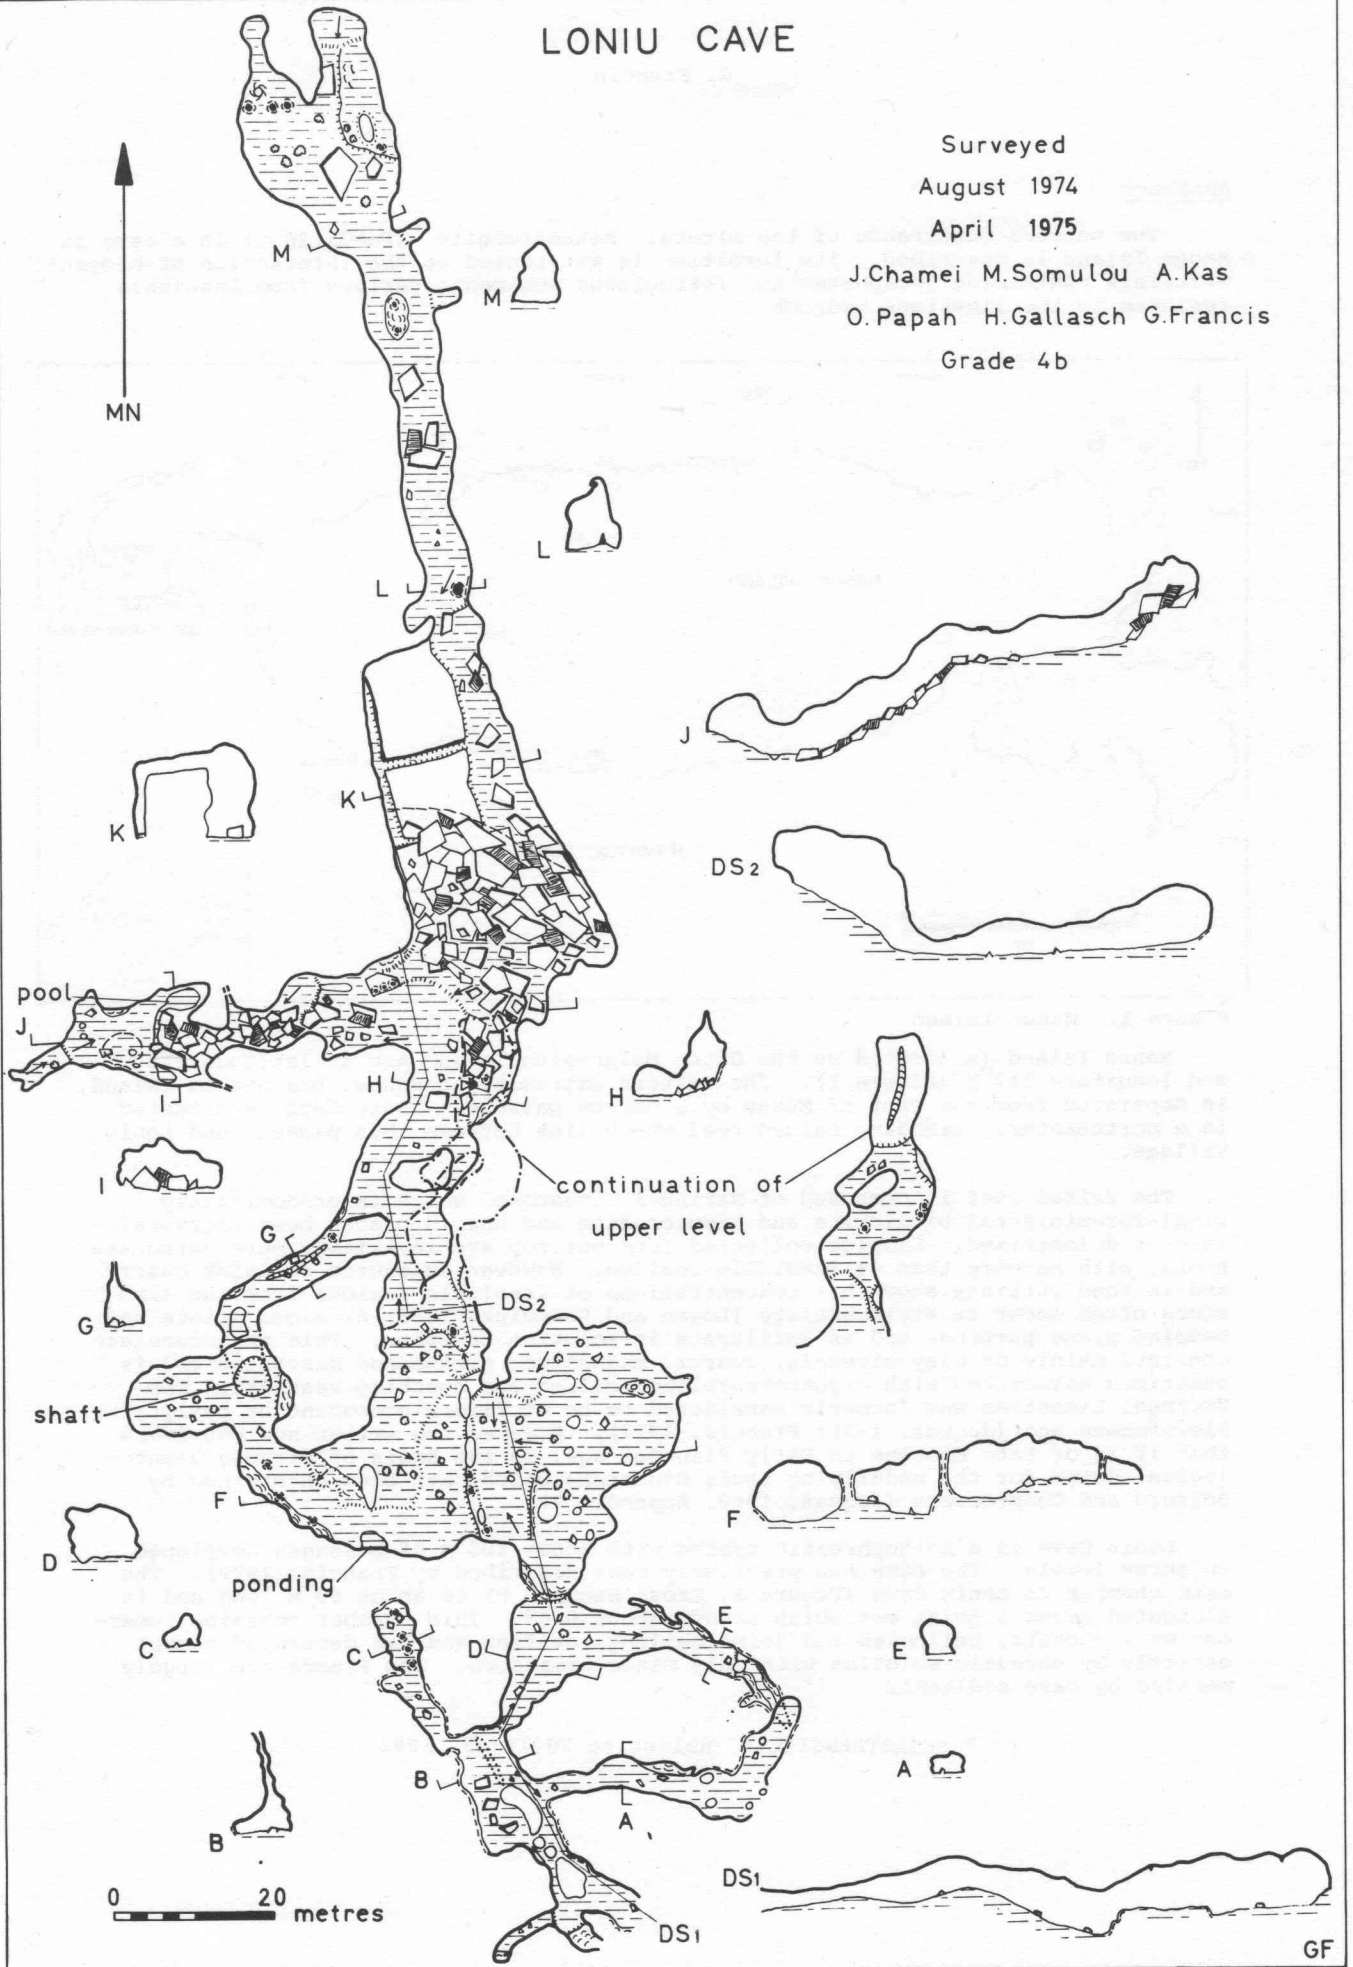 LONIU CAVE
Surveyed
August 1974
April 1975
J.Chamei M.Somulou A.Kas
O.Papah H.Gallasch G.Francis
Grade 4b
MN
M
M
L
L
J
K
K
DS2
pool
J
H
H
I
I
continuation of
upper level
G
G
DS2
shaft
F
F
D
ponding
C
C
D
E
E
B
A
A
B
0 20 metres
DS1
DS1
GF